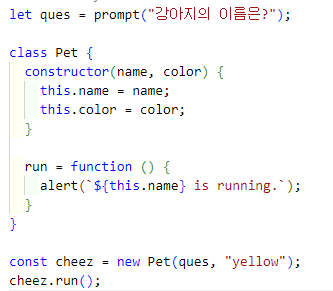 let ques = prompt("강아지의 이름은?");
class Pet {
constructor(name, color) {
this.name = name;
this.color = color;
}
run = function () {
alert(`${this.name} is running.`);
}
}
const cheez = new Pet(ques, "yellow");
cheez.run();